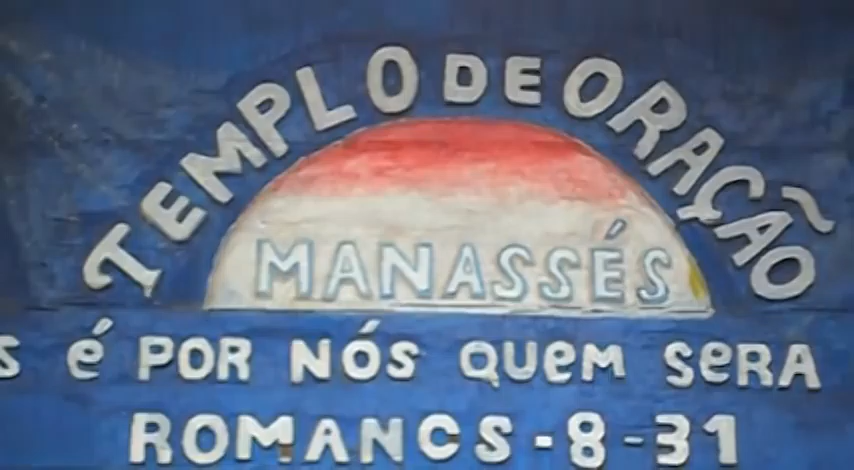 TEMPLO DE ORAÇÃO
MANASSÉS
S é POR NÓS QUeM SeRA
ROMANCS-8-31